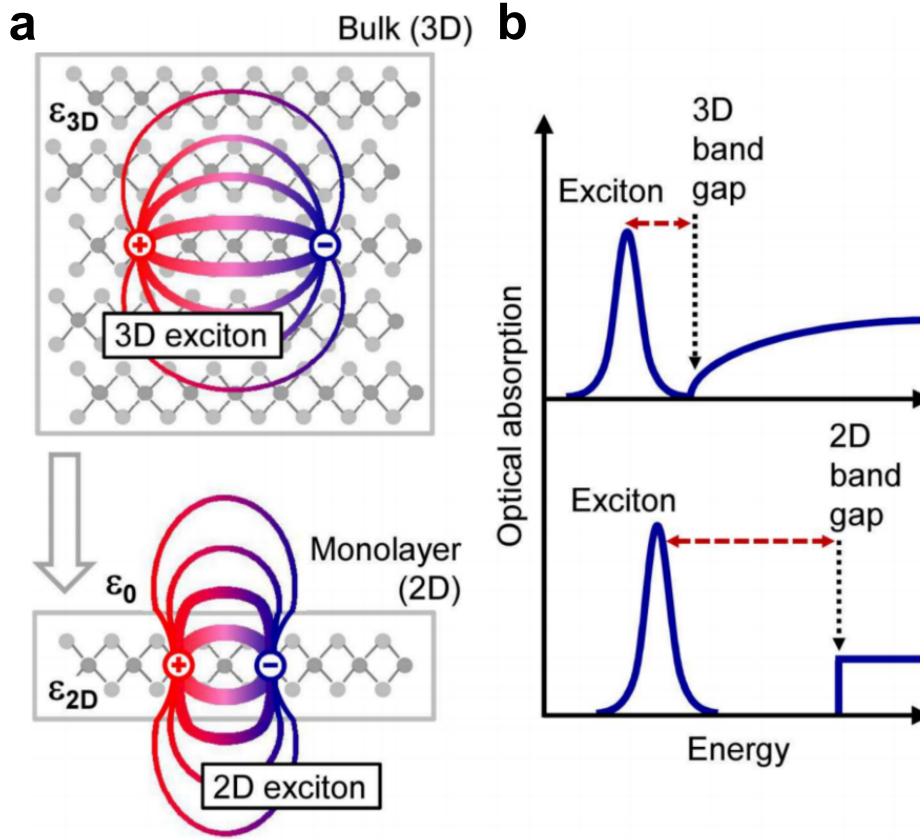 a
Bulk (3D)
ε3D
+
−
3D exciton
Monolayer
(2D)
ε0
+
−
ε2D
2D exciton
b
3D
band
gap
Exciton
2D
band
gap
Exciton
Optical absorption
Energy